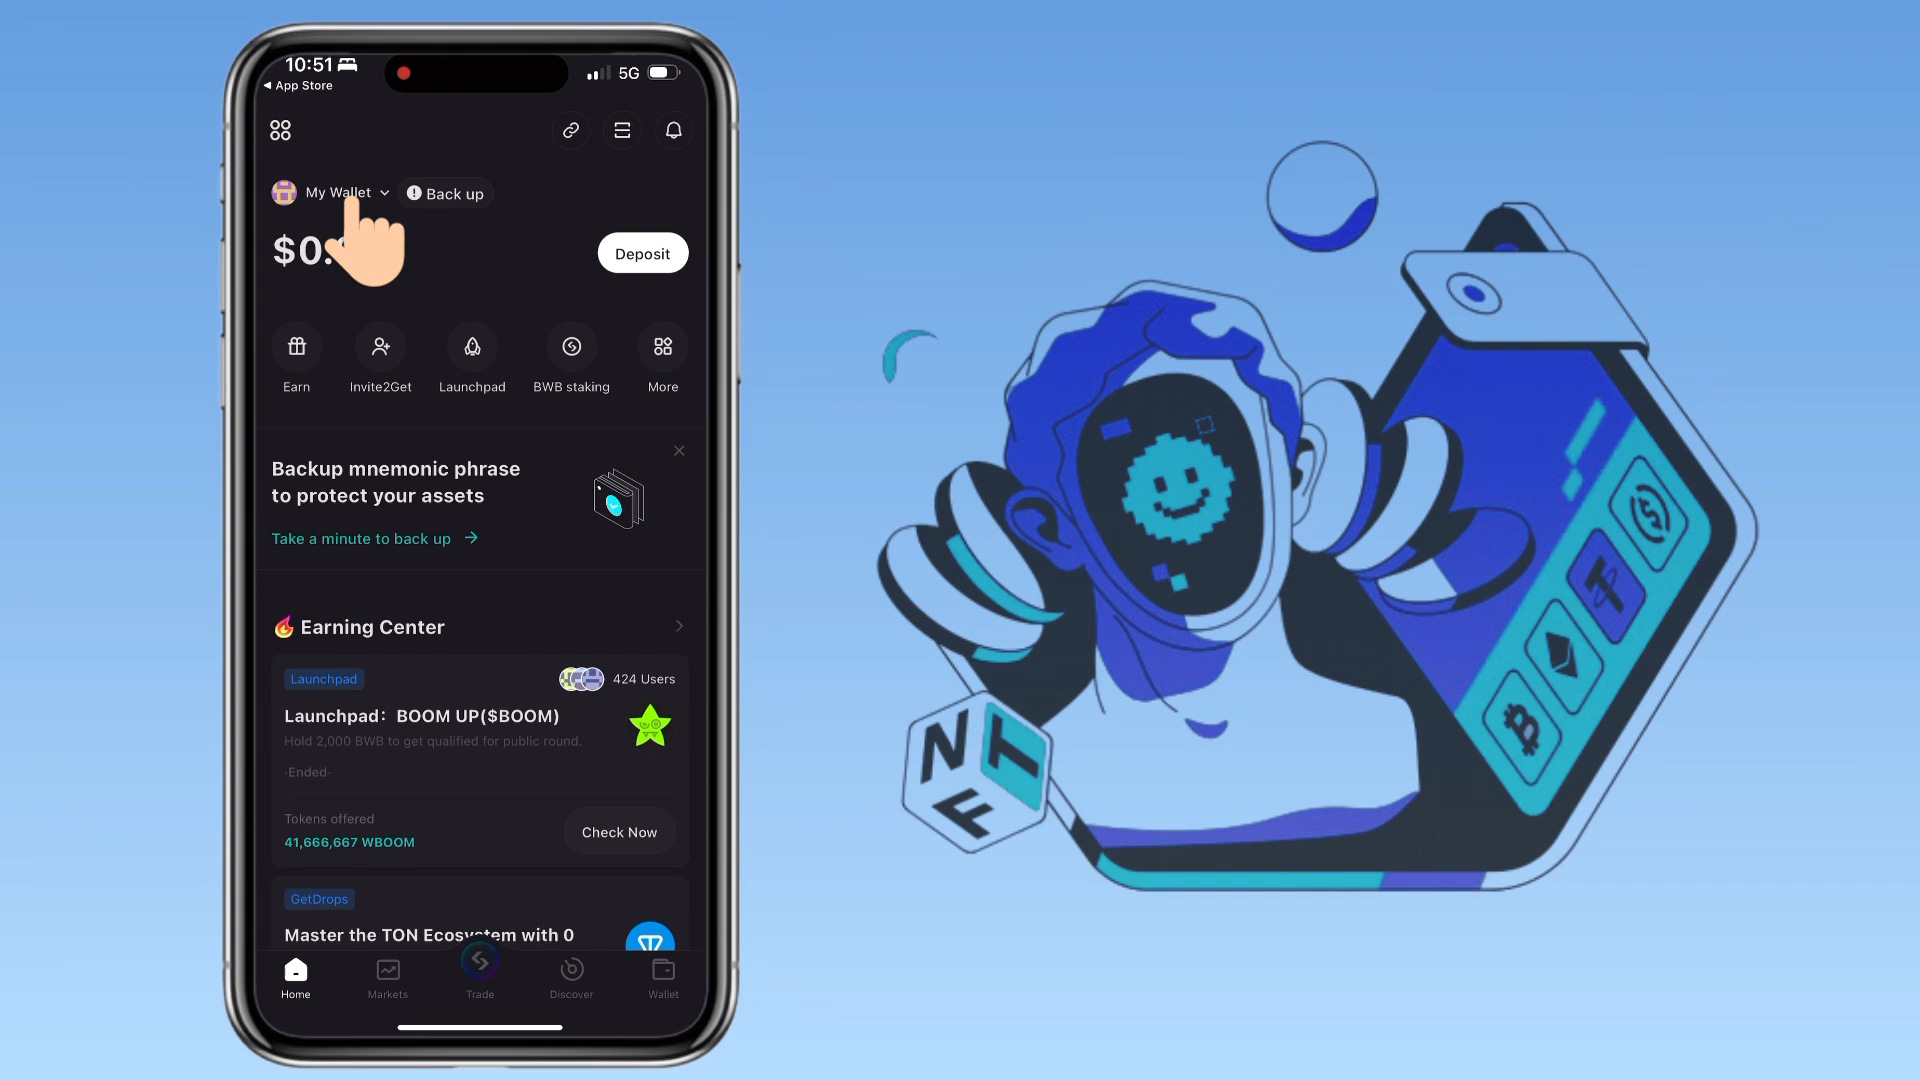 10:51
5G
App Store
My Wallet
Back up
$0.
Deposit
Earn
Invite2Get
Launchpad
BWB staking
More
Backup mnemonic phrase
to protect your assets
Take a minute to back up
Earning Center
Launchpad
424 Users
Launchpad: BOOM UP($BOOM)
Hold 2,000 BWB to get qualified for public round.
·Ended·
Tokens offered
41,666,667 WBOOM
Check Now
GetDrops
Master the TON Ecosystem with 0
Home
Markets
Trade
Discover
Wallet
N
F
T